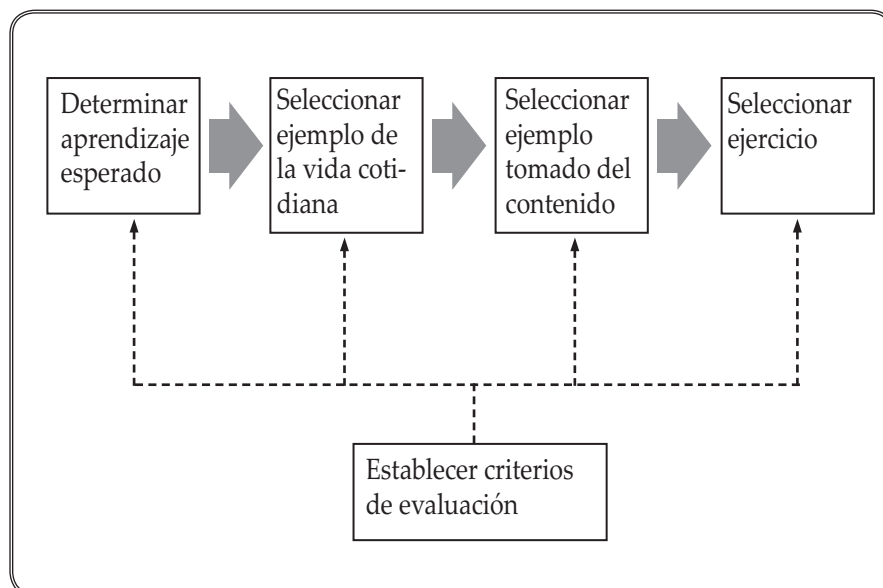 Determinar
aprendizaje
esperado
Seleccionar
ejemplo de
la vida coti-
diana
Seleccionar
ejemplo
tomado del
contenido
Seleccionar
ejercicio
Establecer criterios
de evaluación